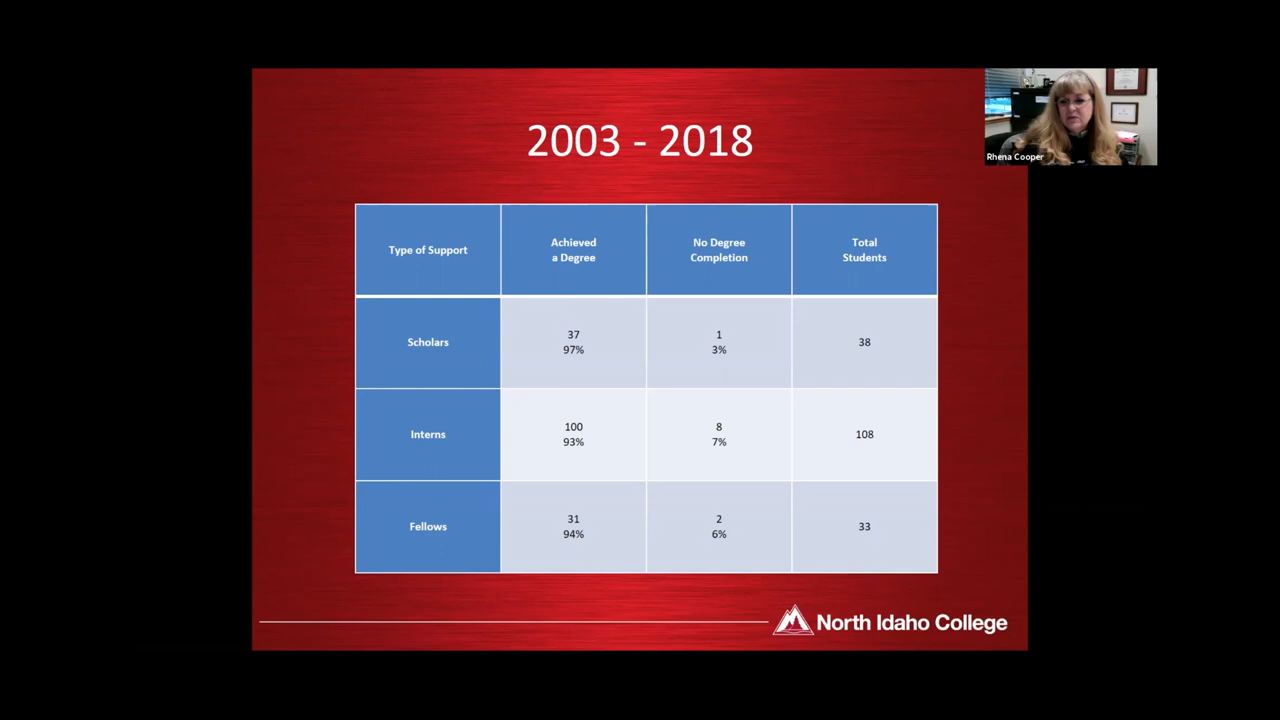 2003 - 2018
Rhena Cooper
Type of Support
Achieved
a Degree
No Degree
Completion
Total
Students
Scholars
37
97%
1
3%
38
Interns
100
93%
8
7%
108
Fellows
31
94%
2
6%
33
North Idaho College